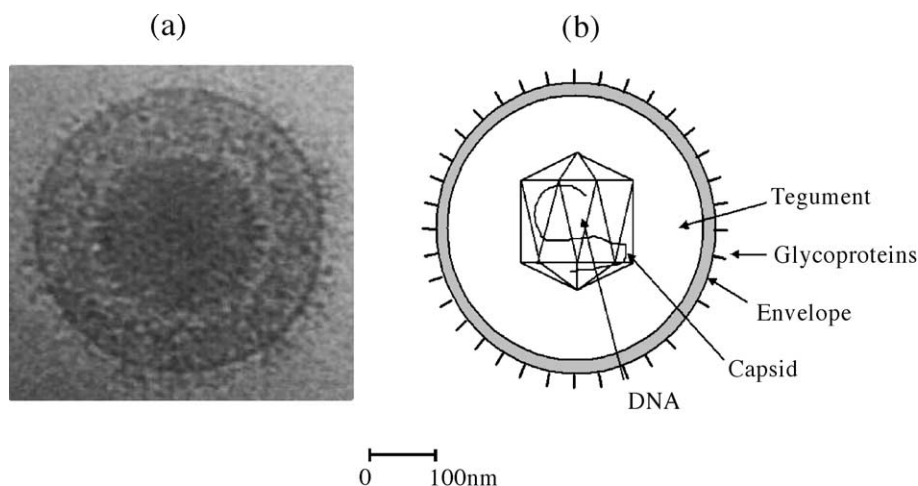 (a)
(b)
Tegument
Glycoproteins
Envelope
Capsid
DNA
0 100nm